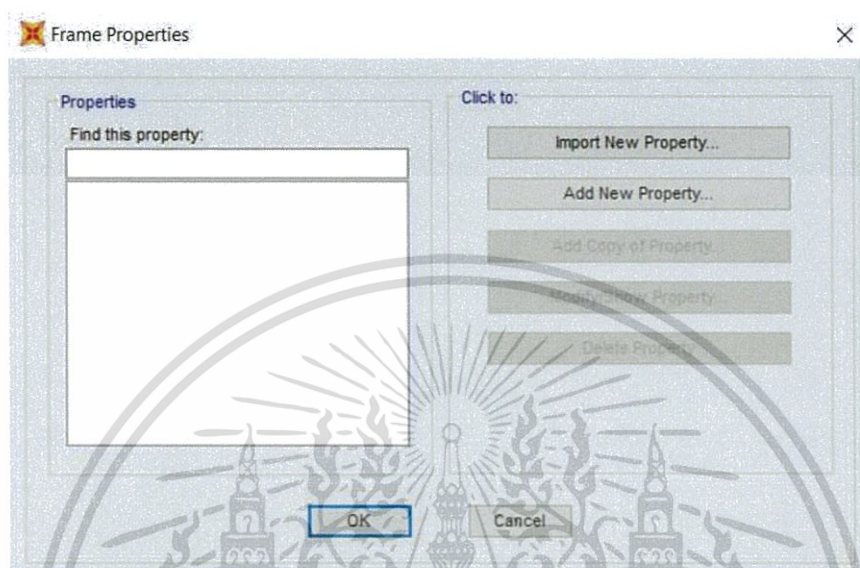 Frame Properties
Properties
Find this property:
Click to:
Import New Property...
Add New Property...
Add Copy of Property...
Modify/Show Property...
Delete Property
OK
Cancel